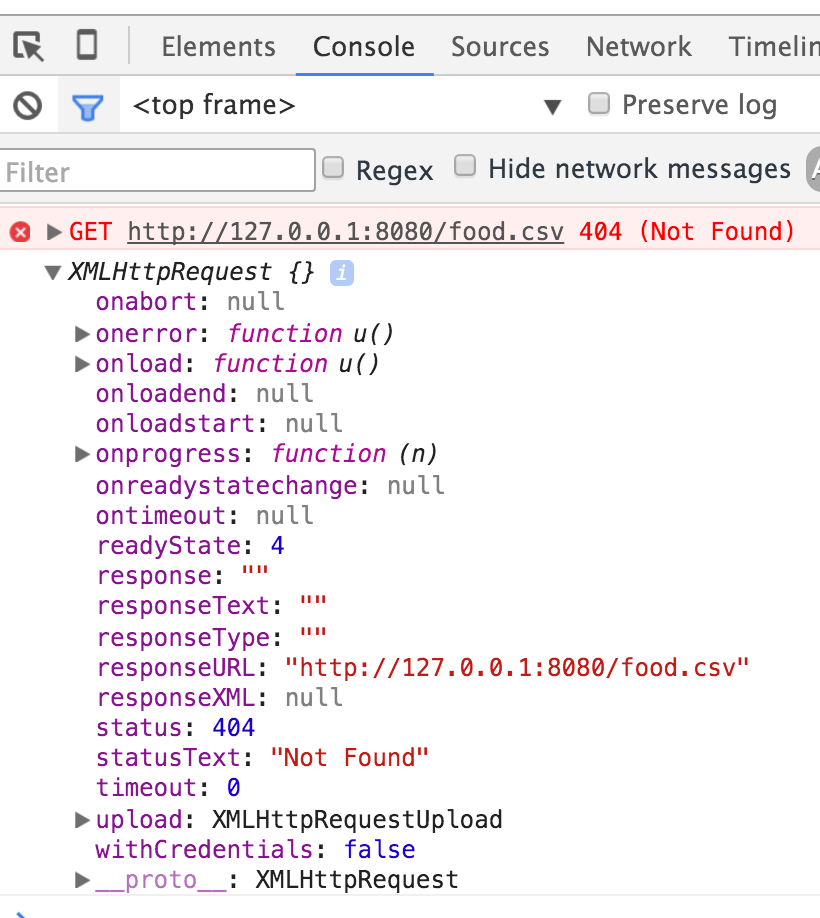 Elements Console Sources Network Timelin
<top frame> ▼ Preserve log
Filter Regex Hide network messages A
GET http://127.0.0.1:8080/food.csv 404 (Not Found)
XMLHttpRequest {} i
onabort: null
onerror: function u()
onload: function u()
onloadend: null
onloadstart: null
onprogress: function (n)
onreadystatechange: null
ontimeout: null
readyState: 4
response: ""
responseText: ""
responseType: ""
responseURL: "http://127.0.0.1:8080/food.csv"
responseXML: null
status: 404
statusText: "Not Found"
timeout: 0
upload: XMLHttpRequestUpload
withCredentials: false
__proto__: XMLHttpRequest